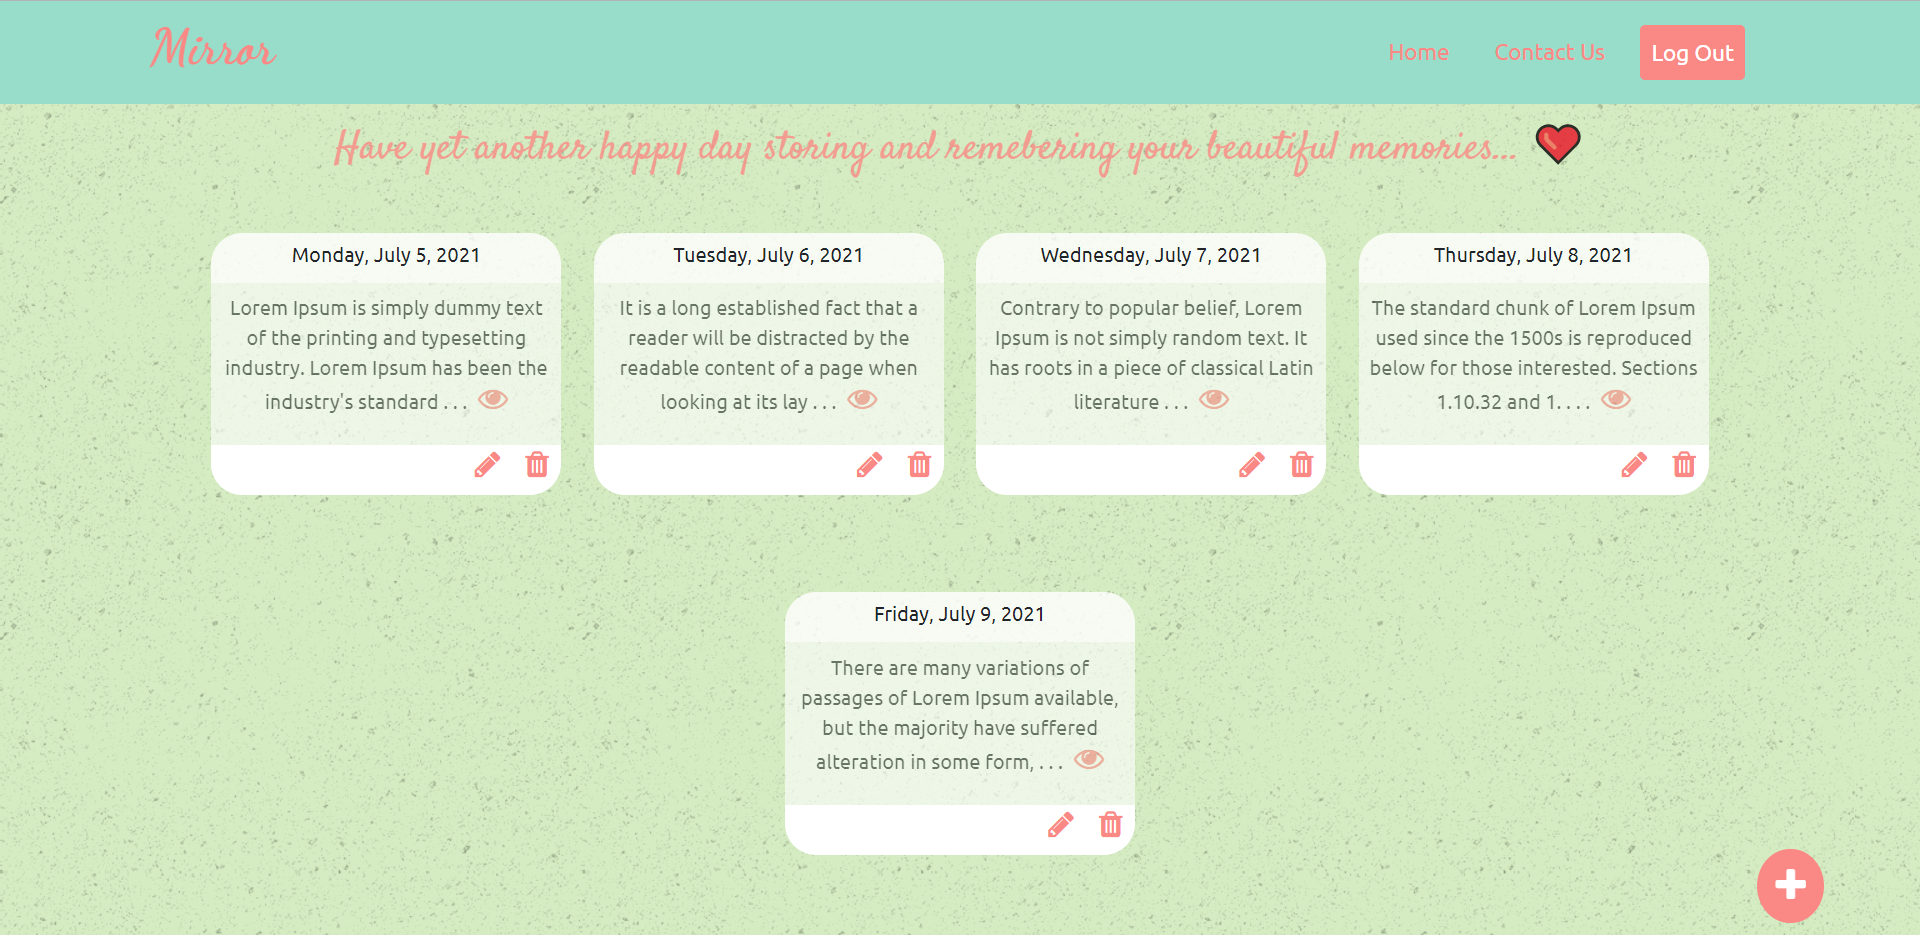 Mirror
Home
Contact Us
Log Out
Have yet another happy day storing and remebering your beautiful memories...
Monday, July 5, 2021
Lorem Ipsum is simply dummy text
of the printing and typesetting
industry. Lorem Ipsum has been the
industry's standard . . .
Tuesday, July 6, 2021
It is a long established fact that a
reader will be distracted by the
readable content of a page when
looking at its lay . . .
Wednesday, July 7, 2021
Contrary to popular belief, Lorem
Ipsum is not simply random text. It
has roots in a piece of classical Latin
literature . . .
Thursday, July 8, 2021
The standard chunk of Lorem Ipsum
used since the 1500s is reproduced
below for those interested. Sections
1.10.32 and 1. . . .
Friday, July 9, 2021
There are many variations of
passages of Lorem Ipsum available,
but the majority have suffered
alteration in some form, . . .